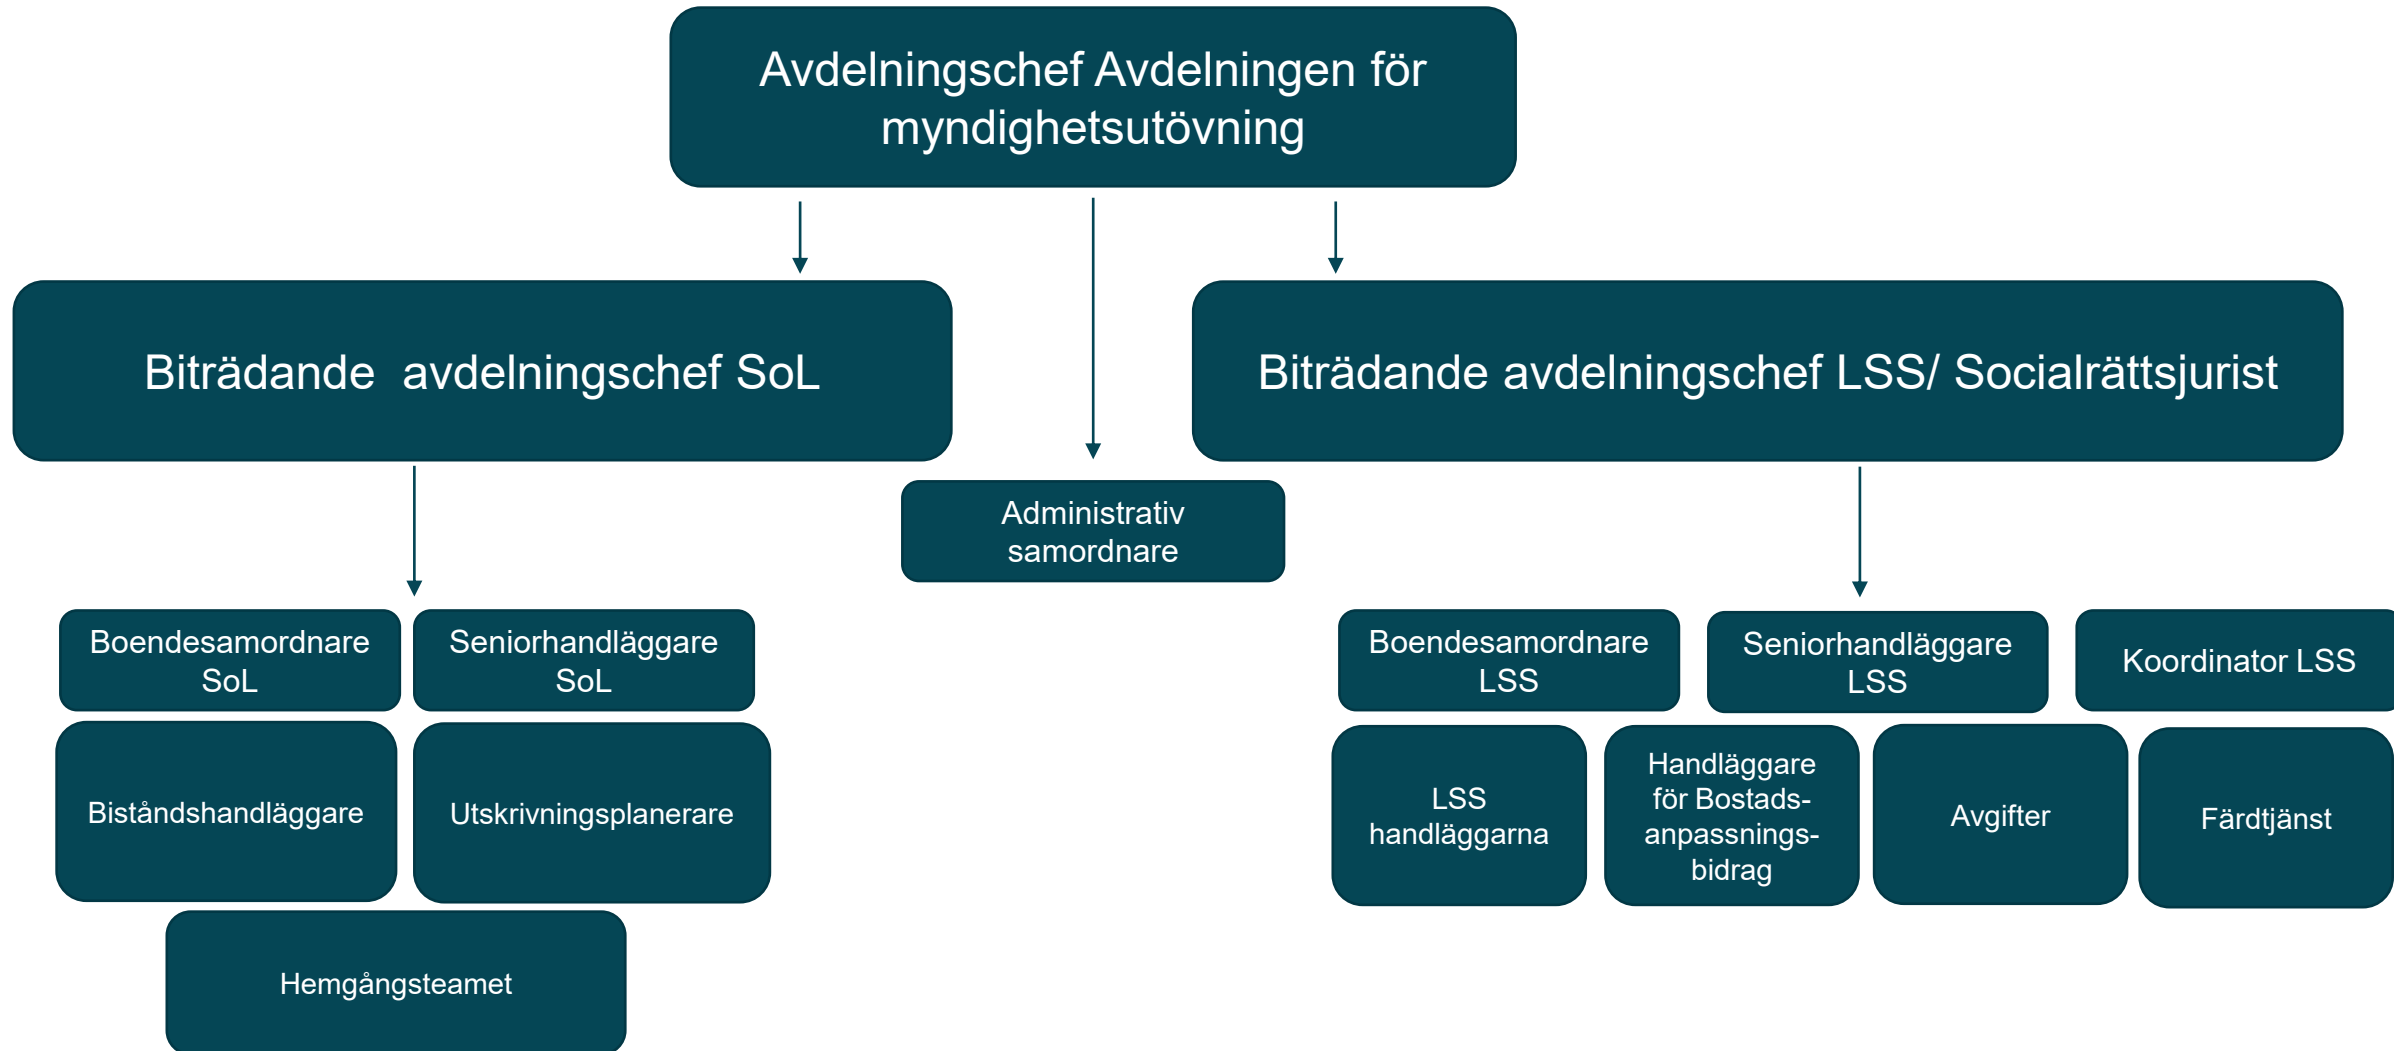 Avdelningschef Avdelningen för
myndighetsutövning
Biträdande  avdelningschef SoL
Biträdande avdelningschef LSS/ Socialrättsjurist
Administrativ
samordnare
Boendesamordnare
SoL
Seniorhandläggare
SoL
Boendesamordnare
LSS
Seniorhandläggare
LSS
Koordinator LSS
Biståndshandläggare
Utskrivningsplanerare
LSS
handläggarna
Handläggare
för Bostads-
anpassnings-
bidrag
Avgifter
Färdtjänst
Hemgångsteamet